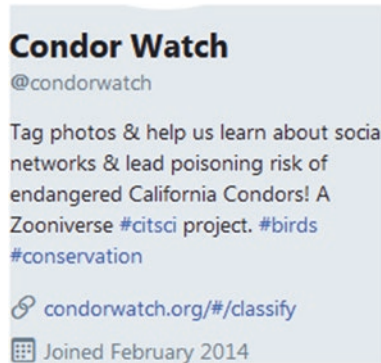 Condor Watch
@condorwatch
Tag photos & help us learn about social
networks & lead poisoning risk of
endangered California Condors! A
Zooniverse #citsci project. #birds
#conservation
condorwatch.org/#/classify
Joined February 2014